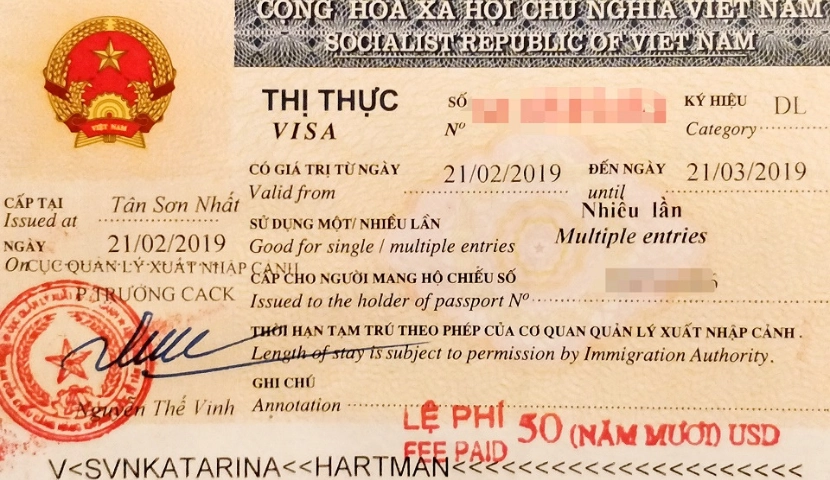 CỘNG HÒA XÃ HỘI CHỦ NGHĨA VIỆT NAM
SOCIALIST REPUBLIC OF VIET NAM
VIỆT NAM
THỊ THỰC
VISA
SỐ
Nº
KÝ HIỆU DL
Category
CÓ GIÁ TRỊ TỪ NGÀY 21/02/2019 ĐẾN NGÀY 21/03/2019
Valid from until
CẤP TẠI Tân Sơn Nhất
Issued at
NGÀY 21/02/2019
On
CỤC QUẢN LÝ XUẤT NHẬP CẢNH
P.TRƯỞNG CACK
Nguyễn Thế Vinh
SỬ DỤNG MỘT/ NHIỀU LẦN Nhiều lần
Good for single / multiple entries Multiple entries
CẤP CHO NGƯỜI MANG HỘ CHIẾU SỐ
Issued to the holder of passport Nº
THỜI HẠN TẠM TRÚ THEO PHÉP CỦA CƠ QUAN QUẢN LÝ XUẤT NHẬP CẢNH .
Length of stay is subject to permission by Immigration Authority.
GHI CHÚ
Annotation
LỆ PHÍ 50 (NĂM MƯƠI) USD
FEE PAID
V<SVNKATARINA<<HARTMAN<<<<<<<<<<<<<<<<<<<<<